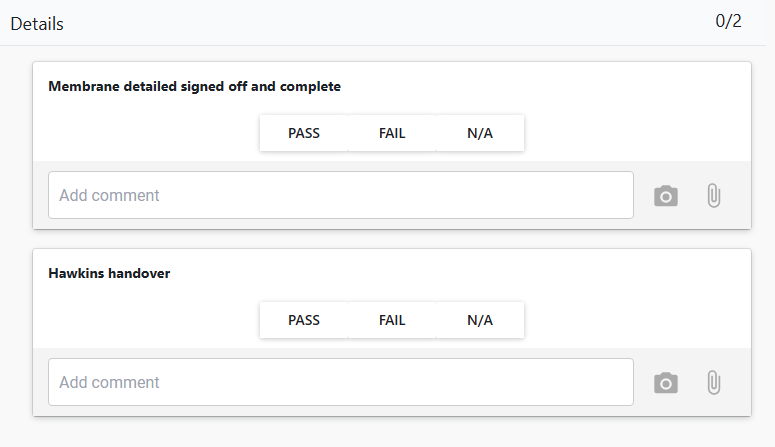 Details
0/2
Membrane detailed signed off and complete
PASS FAIL N/A
Add comment
Hawkins handover
PASS FAIL N/A
Add comment